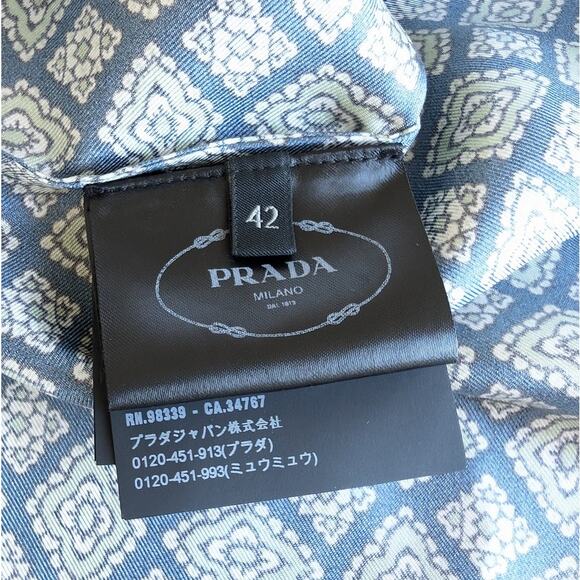 42
PRADA
MILANO
DAL 1913
RN.98339 - CA.34767
プラダジャパン株式会社
0120-451-913(プラダ)
0120-451-993(ミュウミュウ)